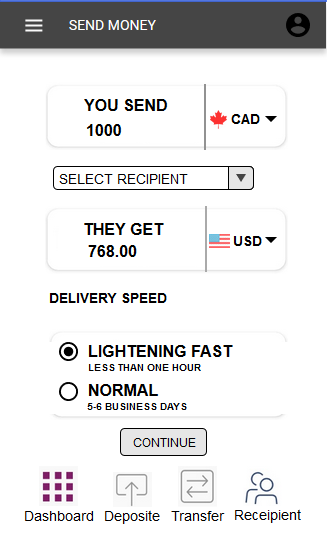 SEND MONEY
YOU SEND
1000
CAD
SELECT RECIPIENT
THEY GET
768.00
USD
DELIVERY SPEED
LIGHTENING FAST
LESS THAN ONE HOUR
NORMAL
5-6 BUSINESS DAYS
CONTINUE
Dashboard Deposite Transfer Receipient